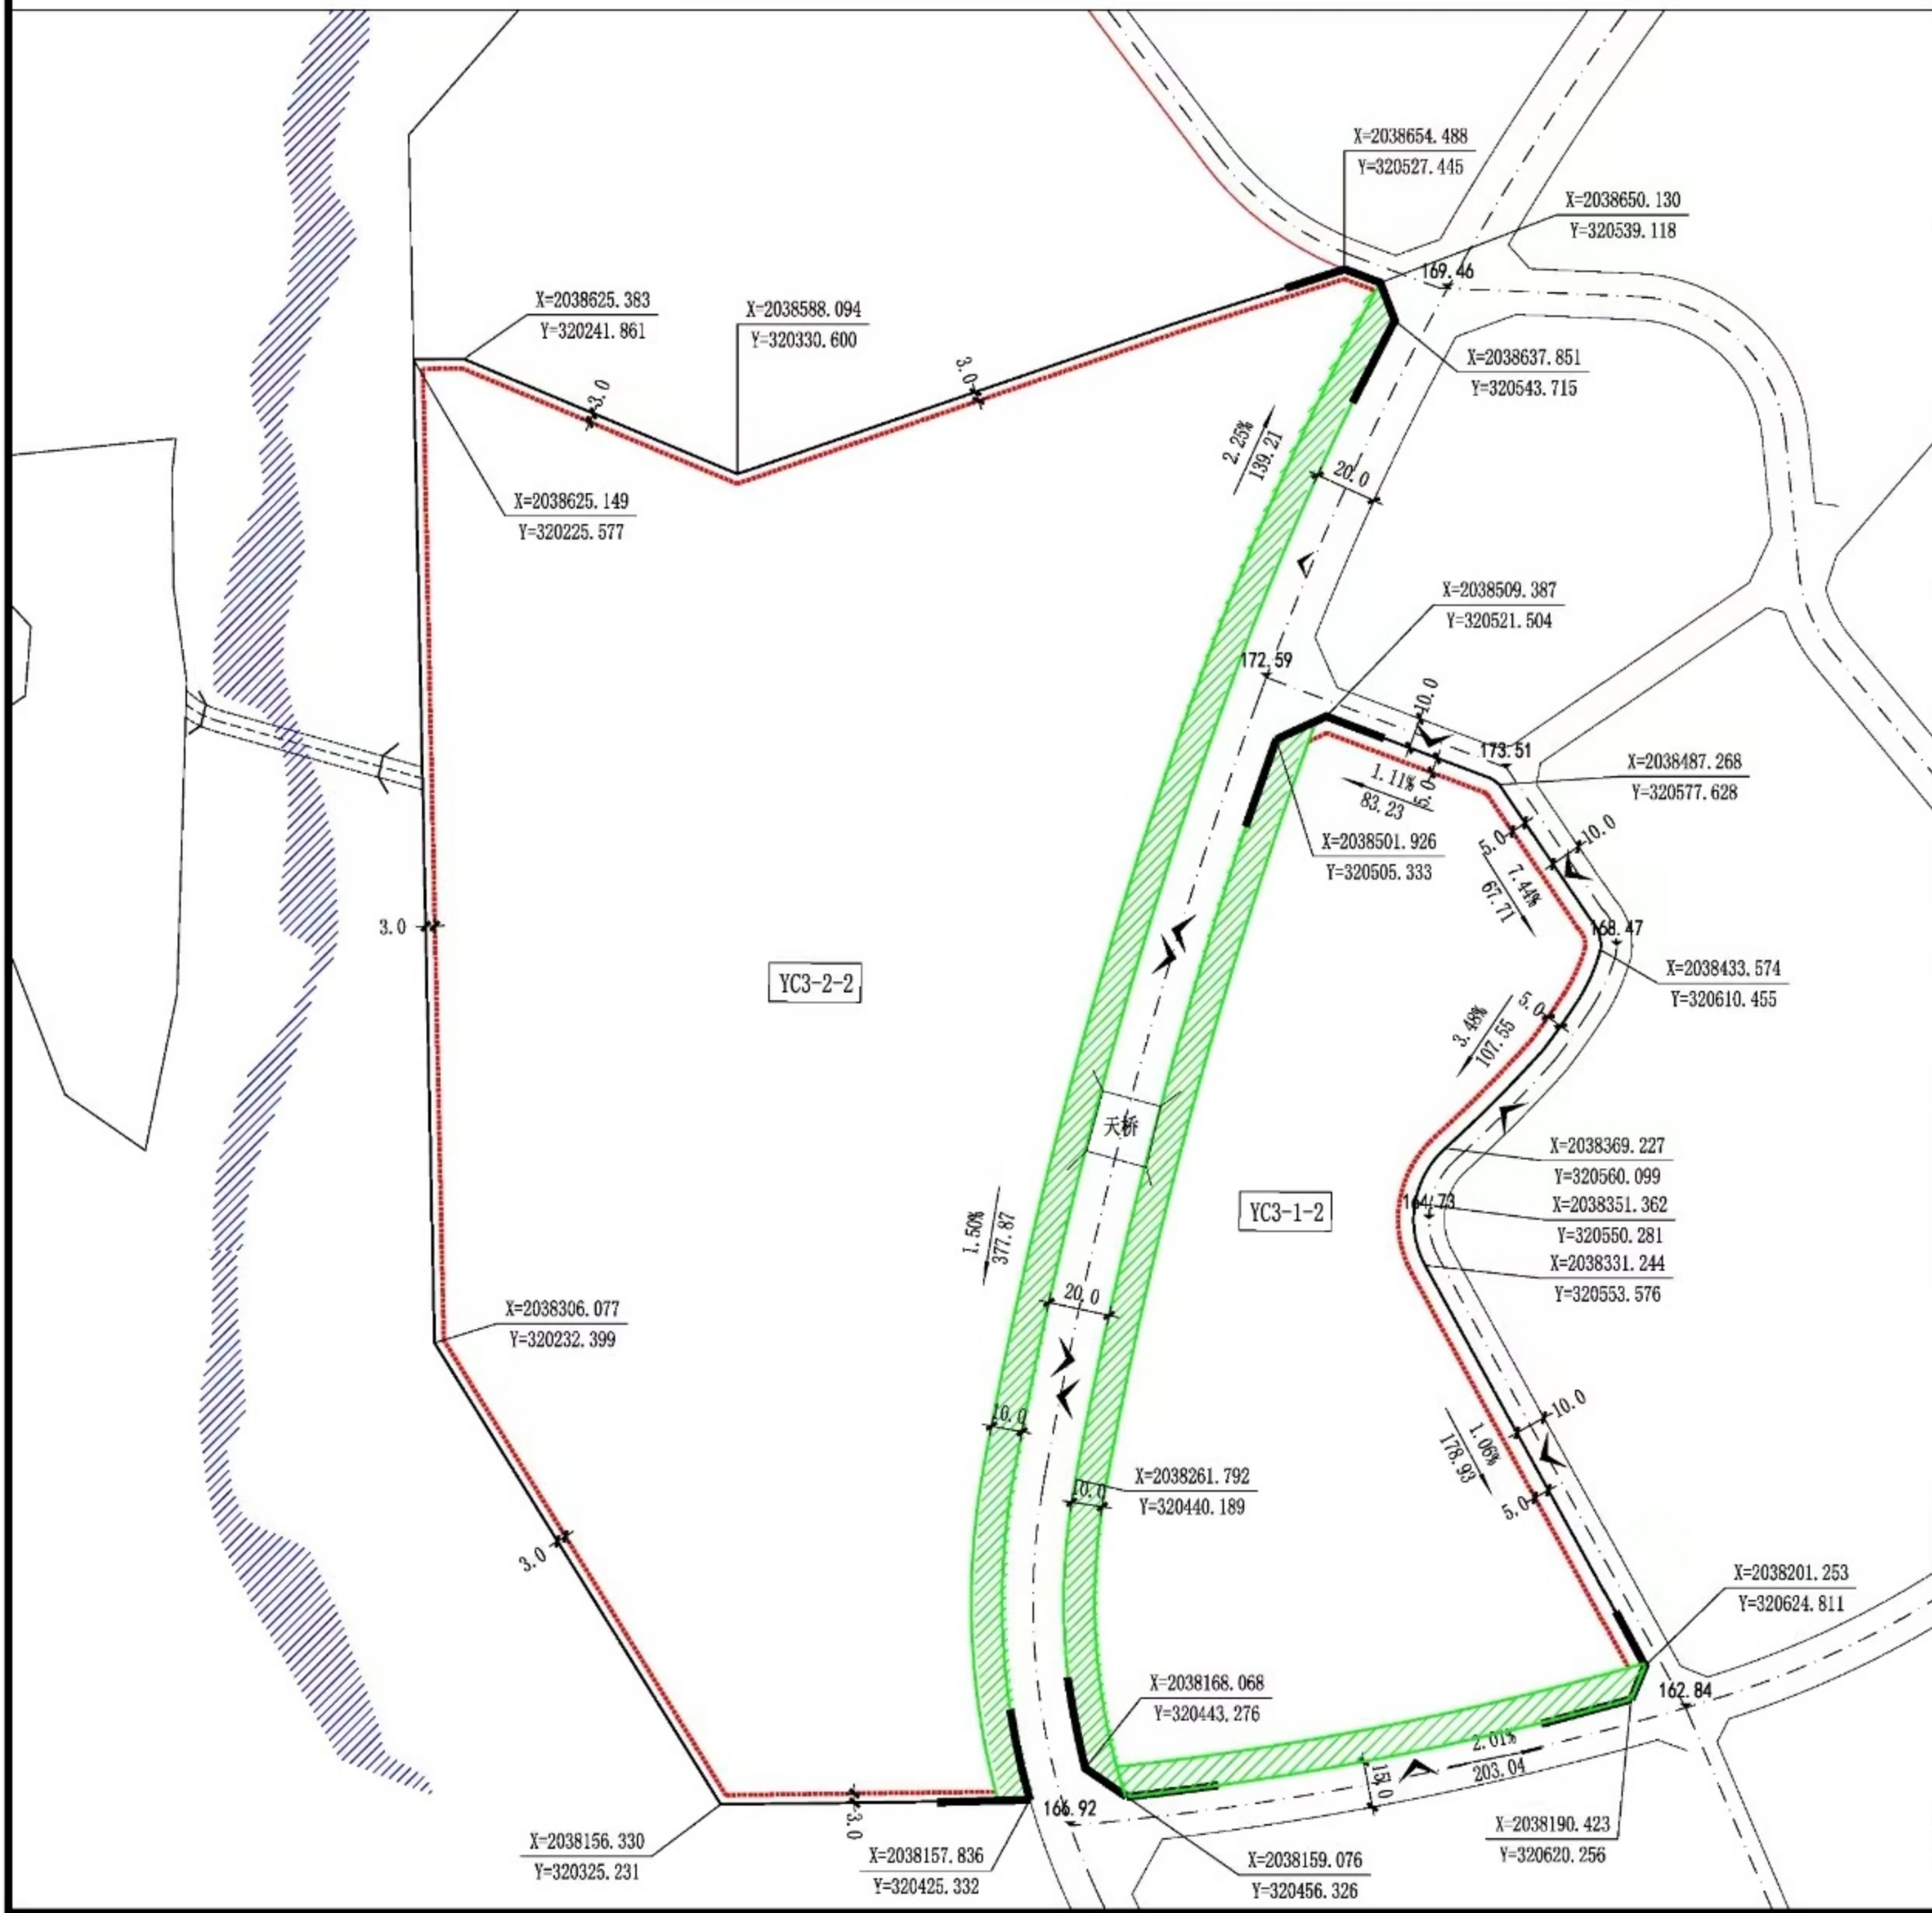 X=2038654.488
Y=320527.445
X=2038650.130
Y=320539.118
169.46
X=2038625.383
Y=320241.861
X=2038588.094
Y=320330.600
X=2038637.851
Y=320543.715
3.0
3.0
2.25%
139.21
20.0
X=2038625.149
Y=320225.577
X=2038509.387
Y=320521.504
172.59
10.0
173.51
X=2038487.268
Y=320577.628
1.11%
83.23
5.0
X=2038501.926
Y=320505.333
5.0
10.0
7.44%
67.71
168.47
3.0
YC3-2-2
X=2038433.574
Y=320610.455
5.0
3.48%
107.55
天桥
X=2038369.227
Y=320560.099
164.73
X=2038351.362
Y=320550.281
YC3-1-2
1.50%
377.87
X=2038331.244
Y=320553.576
20.0
X=2038306.077
Y=320232.399
10.0
10.0
1.06%
178.93
X=2038261.792
Y=320440.189
10.0
5.0
3.0
X=2038201.253
Y=320624.811
X=2038168.068
Y=320443.276
162.84
2.01%
203.04
15.0
166.92
3.0
X=2038156.330
Y=320325.231
X=2038157.836
Y=320425.332
X=2038159.076
Y=320456.326
X=2038190.423
Y=320620.256